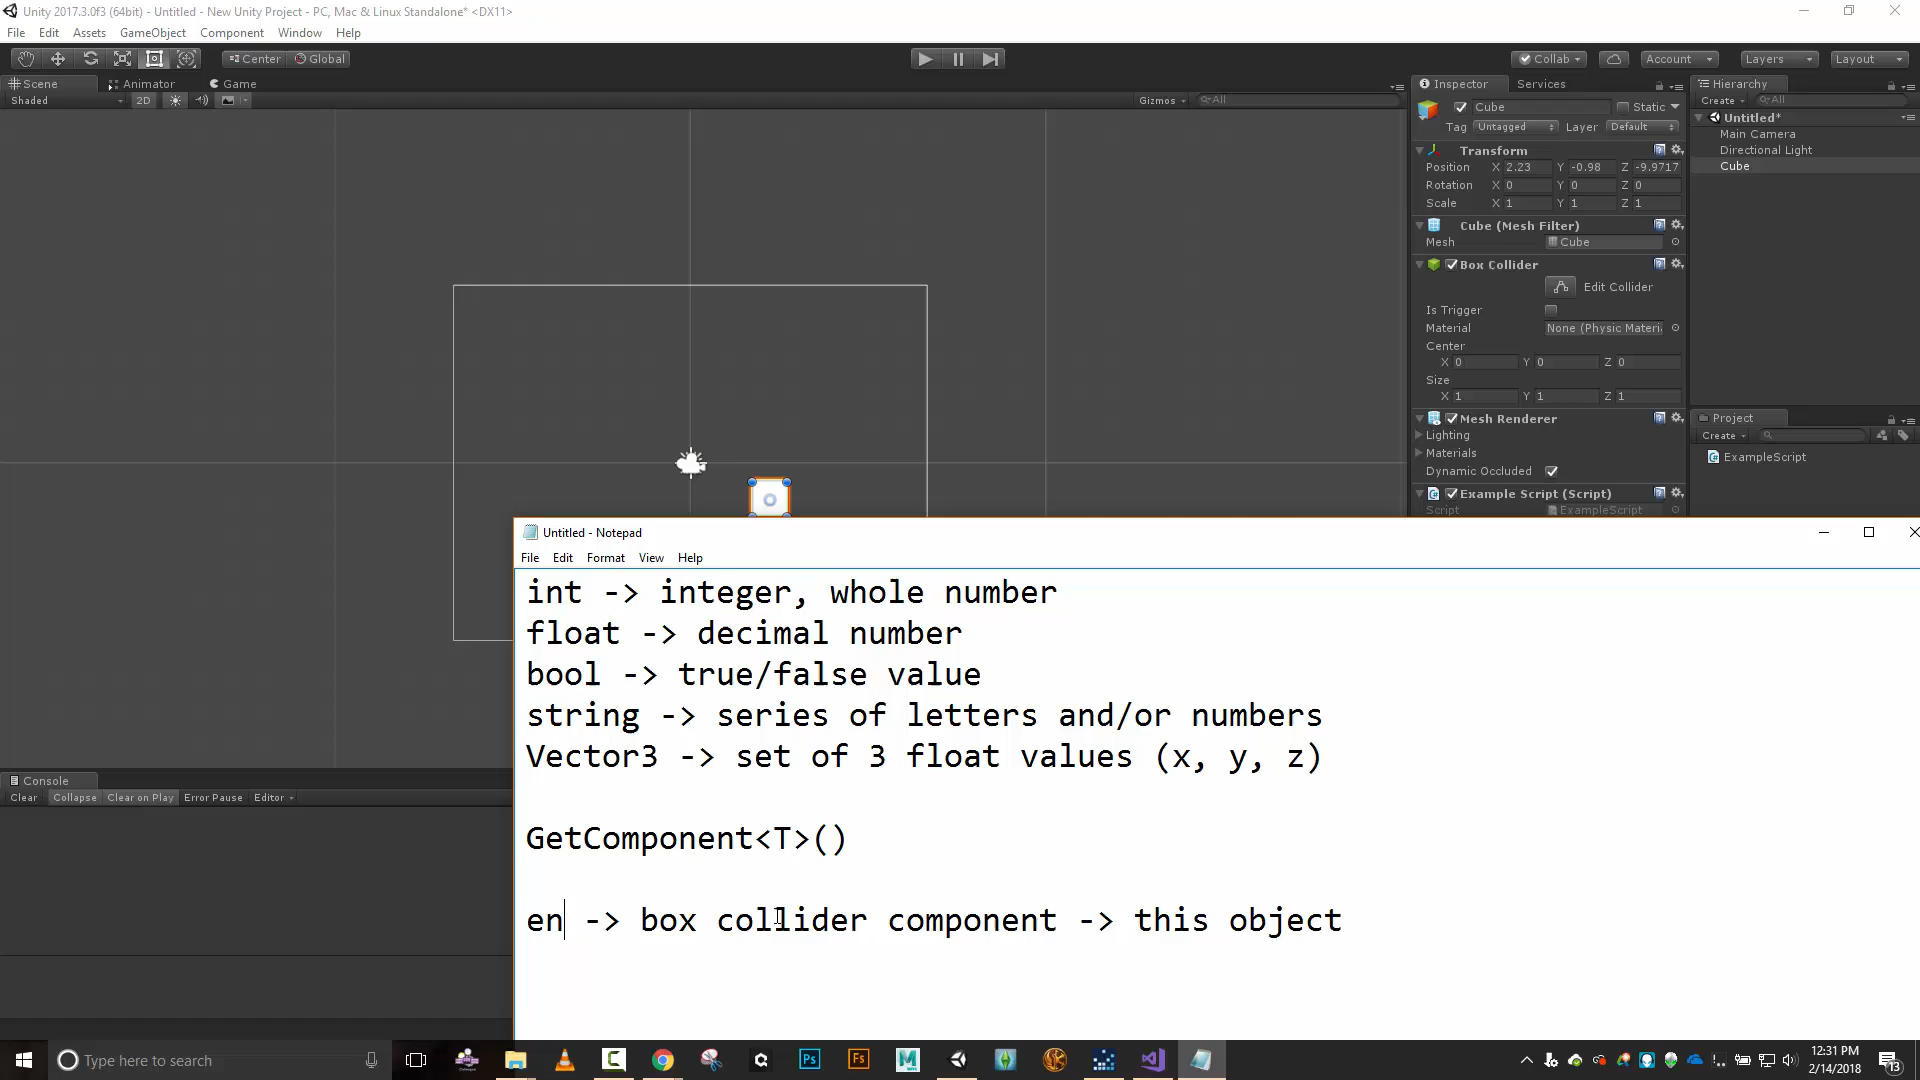 Unity 2017.3.0f3 (64bit) - Untitled - New Unity Project - PC, Mac & Linux Standalone* <DX11>
File Edit Assets GameObject Component Window Help
Center Global Collab Account Layers Layout
Scene Animator Game
Shaded 2D Gizmos All
Inspector Services
Cube Static
Tag Untagged Layer Default
Transform
Position X 2.23 Y -0.98 Z -9.9717
Rotation X 0 Y 0 Z 0
Scale X 1 Y 1 Z 1
Cube (Mesh Filter)
Mesh Cube
Box Collider
Edit Collider
Is Trigger
Material None (Physic Materi
Center
X 0 Y 0 Z 0
Size
X 1 Y 1 Z 1
Mesh Renderer
Lighting
Materials
Dynamic Occluded
Example Script (Script)
Script ExampleScript
Hierarchy
Create All
Untitled*
Main Camera
Directional Light
Cube
Project
Create
ExampleScript
Untitled - Notepad
File Edit Format View Help
int -> integer, whole number
float -> decimal number
bool -> true/false value
string -> series of letters and/or numbers
Vector3 -> set of 3 float values (x, y, z)
GetComponent<T>()
en -> box collider component -> this object
Console
Clear Collapse Clear on Play Error Pause Editor
Type here to search
Ps
Fs
M
12:31 PM
2/14/2018
13